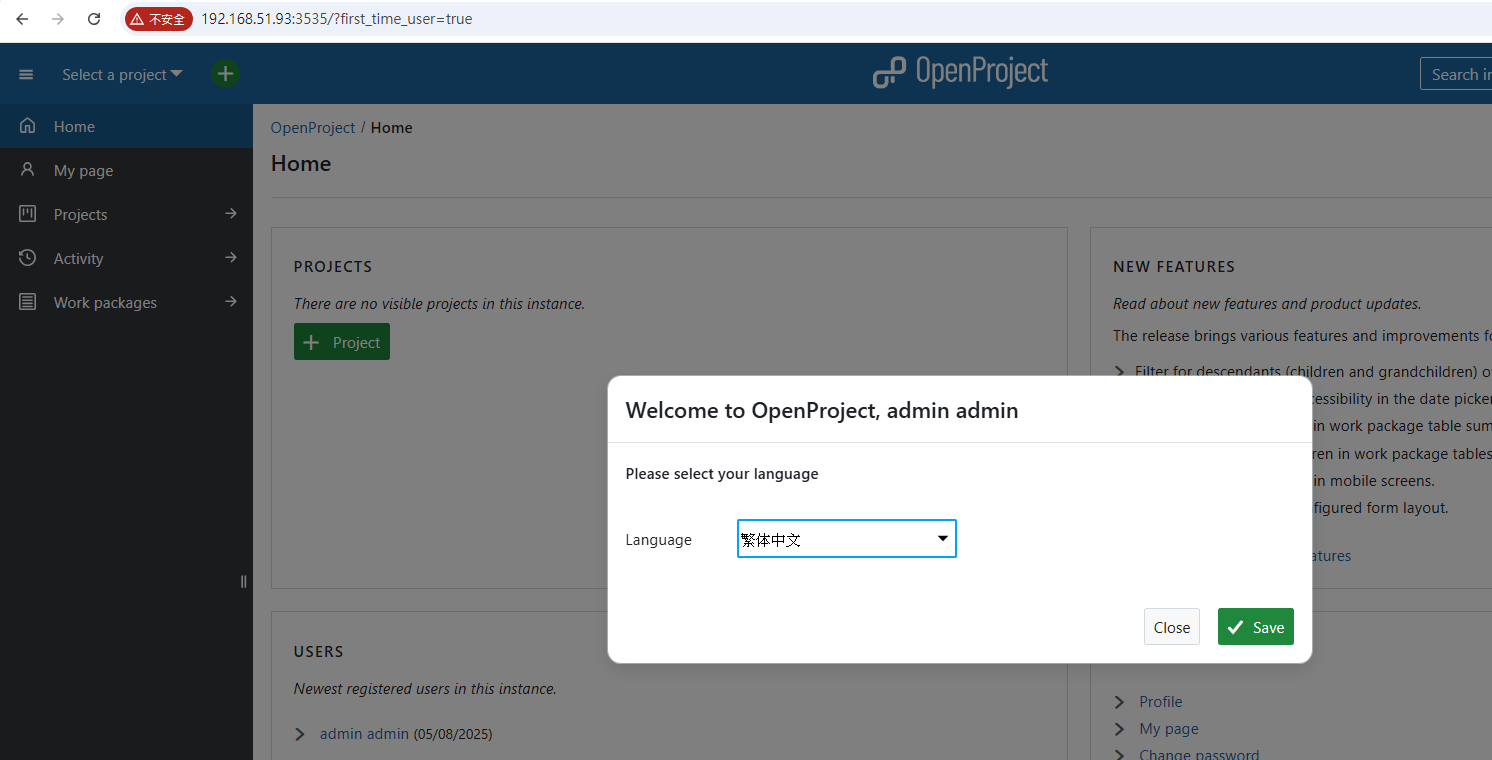 不安全 192.168.51.93:3535/?first_time_user=true
Select a project
OpenProject
Search in
Home
My page
Projects
Activity
Work packages
OpenProject / Home
Home
PROJECTS
There are no visible projects in this instance.
Project
NEW FEATURES
Read about new features and product updates.
The release brings various features and improvements fo
Filter for descendants (children and grandchildren) o
cessibility in the date picker
in work package table sum
ren in work package tables
in mobile screens.
figured form layout.
atures
Welcome to OpenProject, admin admin
Please select your language
Language 繁体中文
Close Save
USERS
Newest registered users in this instance.
admin admin (05/08/2025)
Profile
My page
Change password